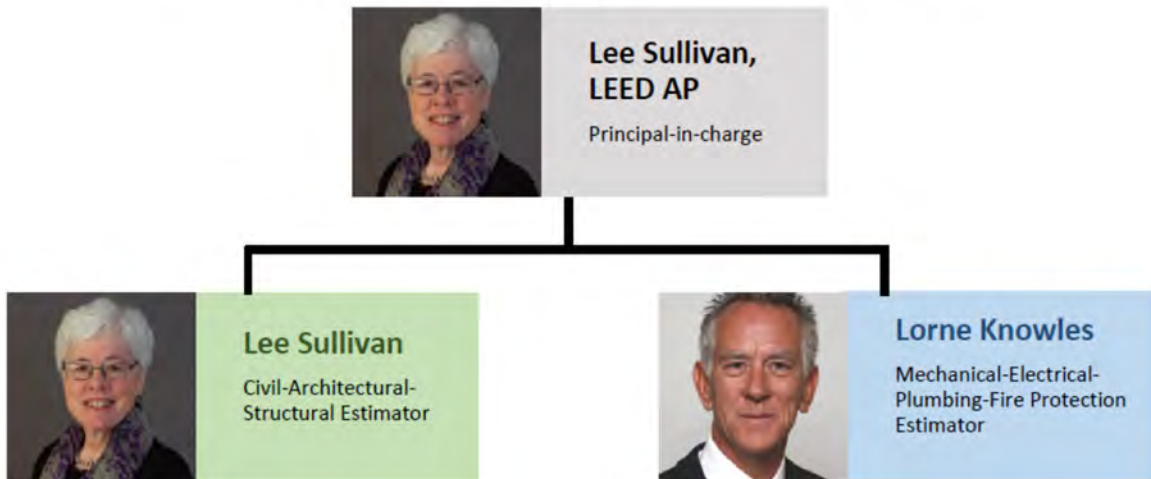 Lee Sullivan,
LEED AP
Principal-in-charge
Lee Sullivan
Civil-Architectural-
Structural Estimator
Lorne Knowles
Mechanical-Electrical-
Plumbing-Fire Protection
Estimator